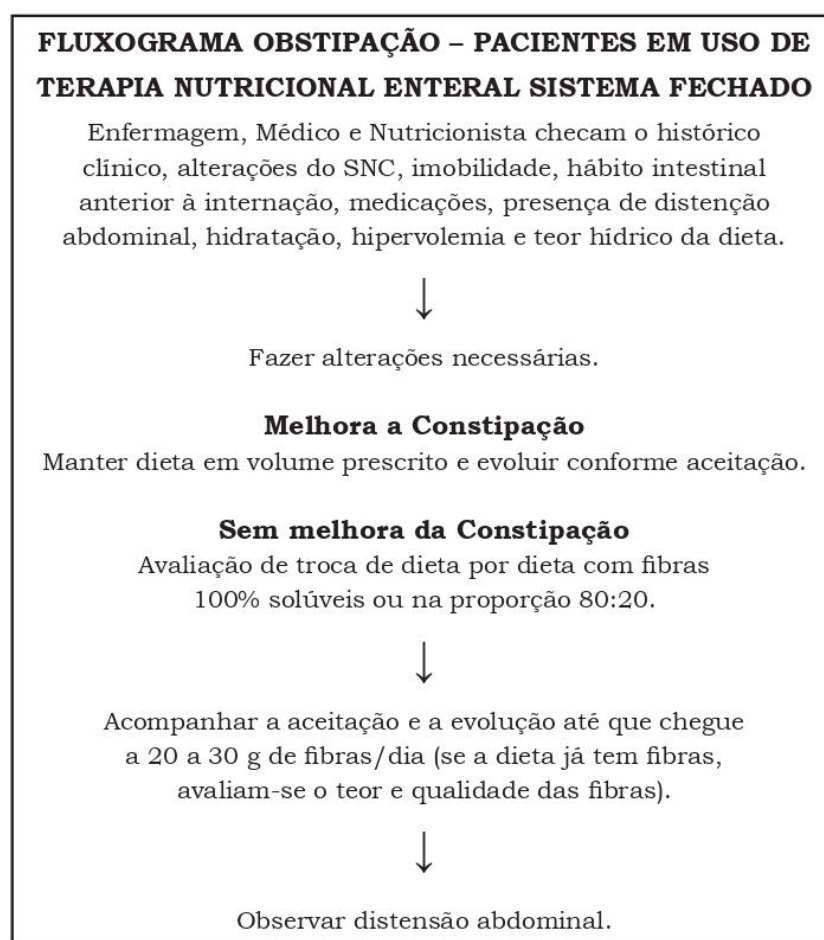 FLUXOGRAMA OBSTIPAÇÃO – PACIENTES EM USO DE
TERAPIA NUTRICIONAL ENTERAL SISTEMA FECHADO
Enfermagem, Médico e Nutricionista checam o histórico
clínico, alterações do SNC, imobilidade, hábito intestinal
anterior à internação, medicações, presença de distenção
abdominal, hidratação, hipervolemia e teor hídrico da dieta.
↓
Fazer alterações necessárias.
Melhora a Constipação
Manter dieta em volume prescrito e evoluir conforme aceitação.
Sem melhora da Constipação
Avaliação de troca de dieta por dieta com fibras
100% solúveis ou na proporção 80:20.
↓
Acompanhar a aceitação e a evolução até que chegue
a 20 a 30 g de fibras/dia (se a dieta já tem fibras,
avaliam-se o teor e qualidade das fibras).
↓
Observar distensão abdominal.